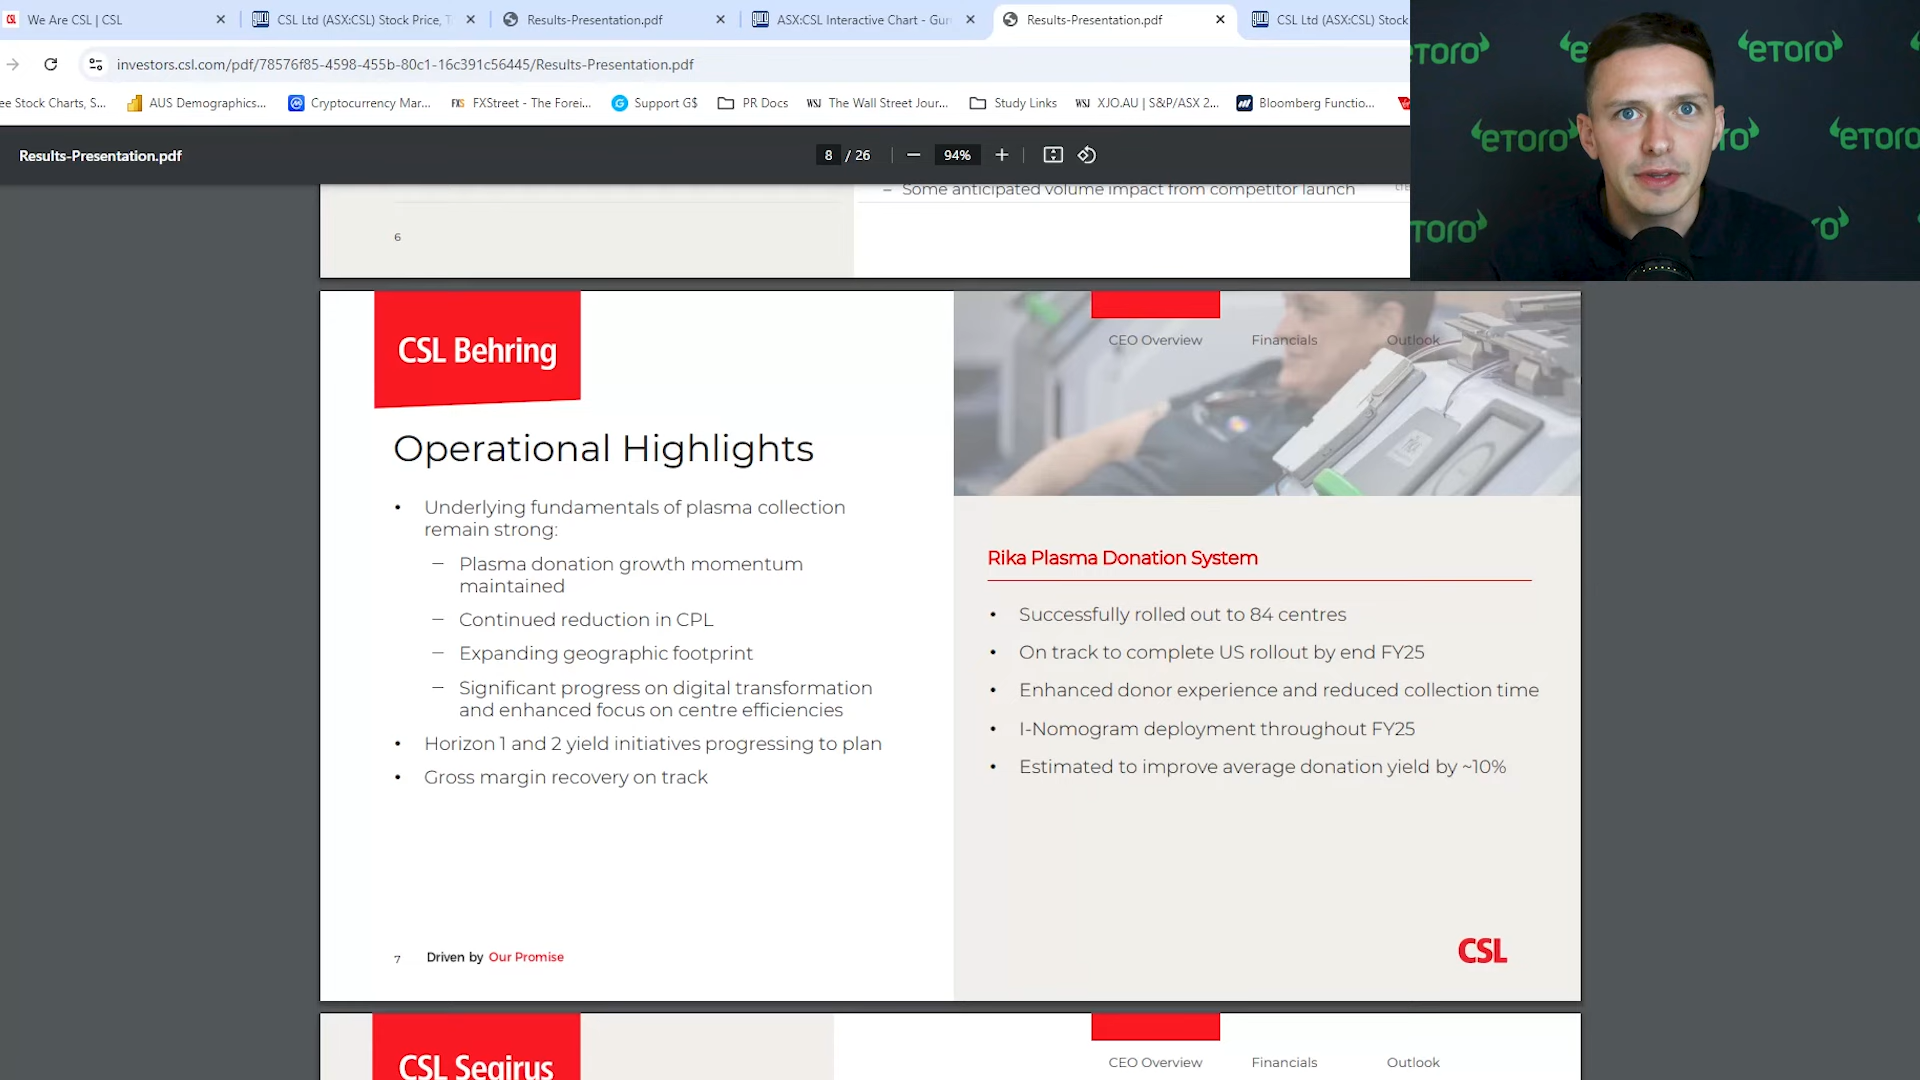 We Are CSL | CSL
CSL Ltd (ASX:CSL) Stock Price, T
Results-Presentation.pdf
ASX:CSL Interactive Chart - Gur
Results-Presentation.pdf
CSL Ltd (ASX:CSL) Stock
investors.csl.com/pdf/78576f85-4598-455b-80c1-16c391c56445/Results-Presentation.pdf
ee Stock Charts, S...
AUS Demographics...
Cryptocurrency Mar...
FXStreet - The Forei...
Support G$
PR Docs
WSJ The Wall Street Jour...
Study Links
WSJ XJO.AU | S&P/ASX 2...
Bloomberg Functio...
Results-Presentation.pdf
8 / 26
94%
eToro
eToro
eToro
eToro
– Some anticipated volume impact from competitor launch
6
CSL Behring
CEO Overview
Financials
Outlook
Operational Highlights
• Underlying fundamentals of plasma collection
remain strong:
– Plasma donation growth momentum
maintained
– Continued reduction in CPL
– Expanding geographic footprint
– Significant progress on digital transformation
and enhanced focus on centre efficiencies
• Horizon 1 and 2 yield initiatives progressing to plan
• Gross margin recovery on track
Rika Plasma Donation System
• Successfully rolled out to 84 centres
• On track to complete US rollout by end FY25
• Enhanced donor experience and reduced collection time
• I-Nomogram deployment throughout FY25
• Estimated to improve average donation yield by ~10%
7 Driven by Our Promise
CSL
CSL Seqirus
CEO Overview
Financials
Outlook